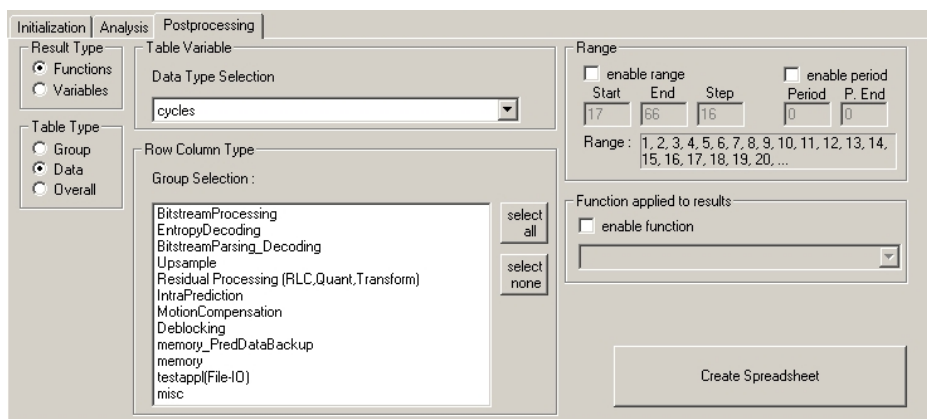 Initialization Analysis Postprocessing
Result Type
Functions
Variables
Table Type
Group
Data
Overall
Table Variable
Data Type Selection
cycles
Row Column Type
Group Selection :
BitstreamProcessing
EntropyDecoding
BitstreamParsing_Decoding
Upsample
Residual Processing (RLC,Quant,Transform)
IntraPrediction
MotionCompensation
Deblocking
memory_PredDataBackup
memory
testappl(File-IO)
misc
select
all
select
none
Range
enable range enable period
Start End Step Period P. End
17 66 16 0 0
Range : 1, 2, 3, 4, 5, 6, 7, 8, 9, 10, 11, 12, 13, 14,
15, 16, 17, 18, 19, 20, ...
Function applied to results
enable function
Create Spreadsheet